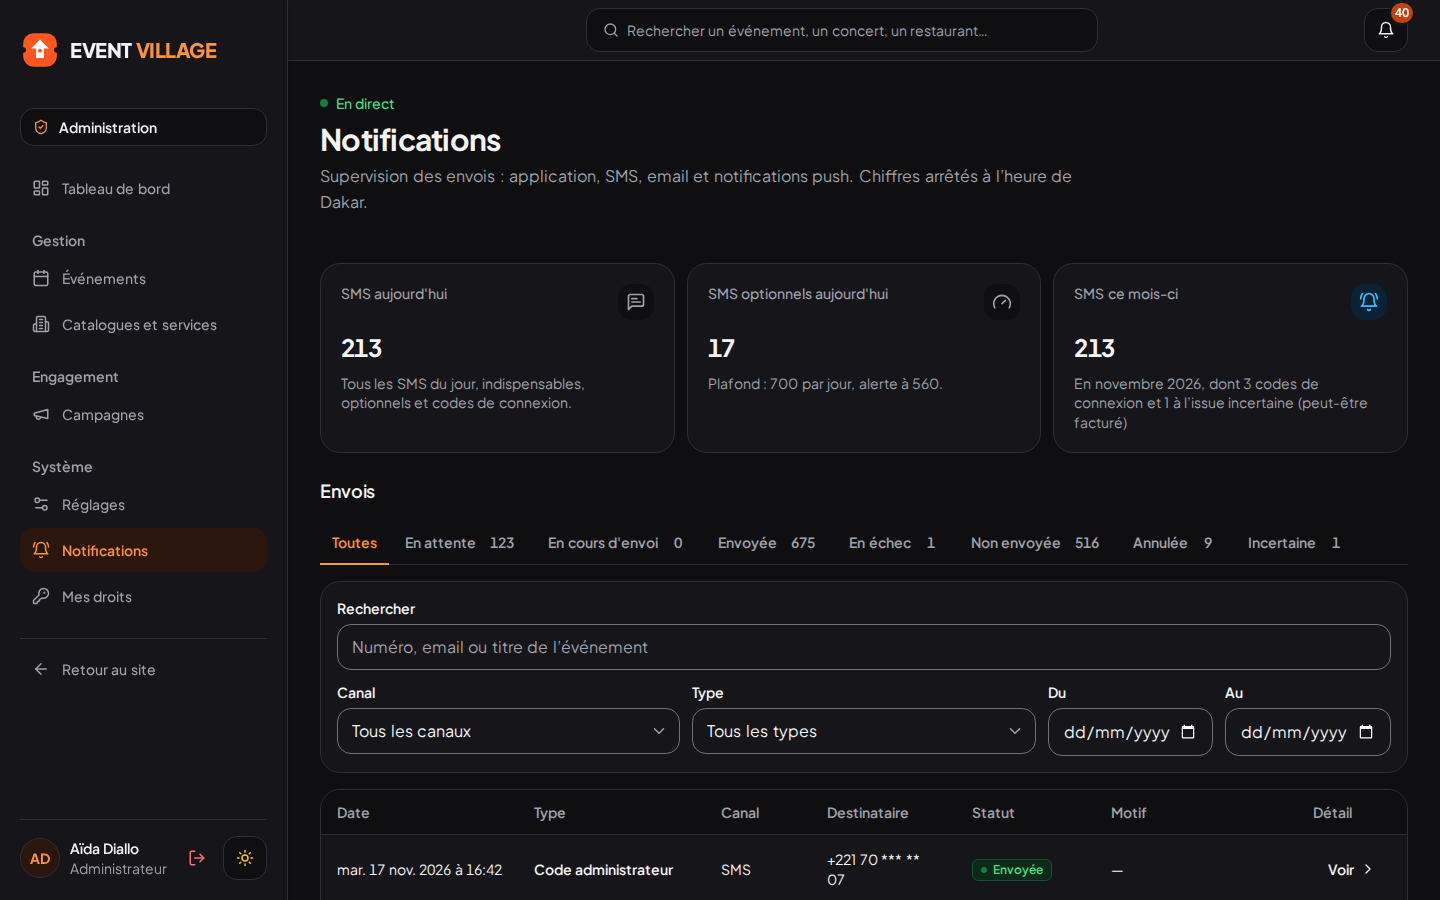 EVENT VILLAGE
Rechercher un événement, un concert, un restaurant…
40
Administration
Tableau de bord
Gestion
Événements
Catalogues et services
Engagement
Campagnes
Système
Réglages
Notifications
Mes droits
Retour au site
AD
Aïda Diallo
Administrateur
En direct
Notifications
Supervision des envois : application, SMS, email et notifications push. Chiffres arrêtés à l’heure de
Dakar.
SMS aujourd'hui
213
Tous les SMS du jour, indispensables,
optionnels et codes de connexion.
SMS optionnels aujourd'hui
17
Plafond : 700 par jour, alerte à 560.
SMS ce mois-ci
213
En novembre 2026, dont 3 codes de
connexion et 1 à l’issue incertaine (peut-être
facturé)
Envois
Toutes En attente 123 En cours d'envoi 0 Envoyée 675 En échec 1 Non envoyée 516 Annulée 9 Incertaine 1
Rechercher
Numéro, email ou titre de l’événement
Canal Type Du Au
Tous les canaux Tous les types dd/mm/yyyy dd/mm/yyyy
Date Type Canal Destinataire Statut Motif Détail
mar. 17 nov. 2026 à 16:42 Code administrateur SMS +221 70 *** ** Envoyée — Voir
07